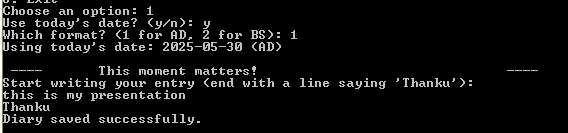 Choose an option: 1
Use today's date? (y/n): y
Which format? (1 for AD, 2 for BS): 1
Using today's date: 2025-05-30 (AD)
---- This moment matters! ----
Start writing your entry (end with a line saying 'Thanku'):
this is my presentation
Thanku
Diary saved successfully.